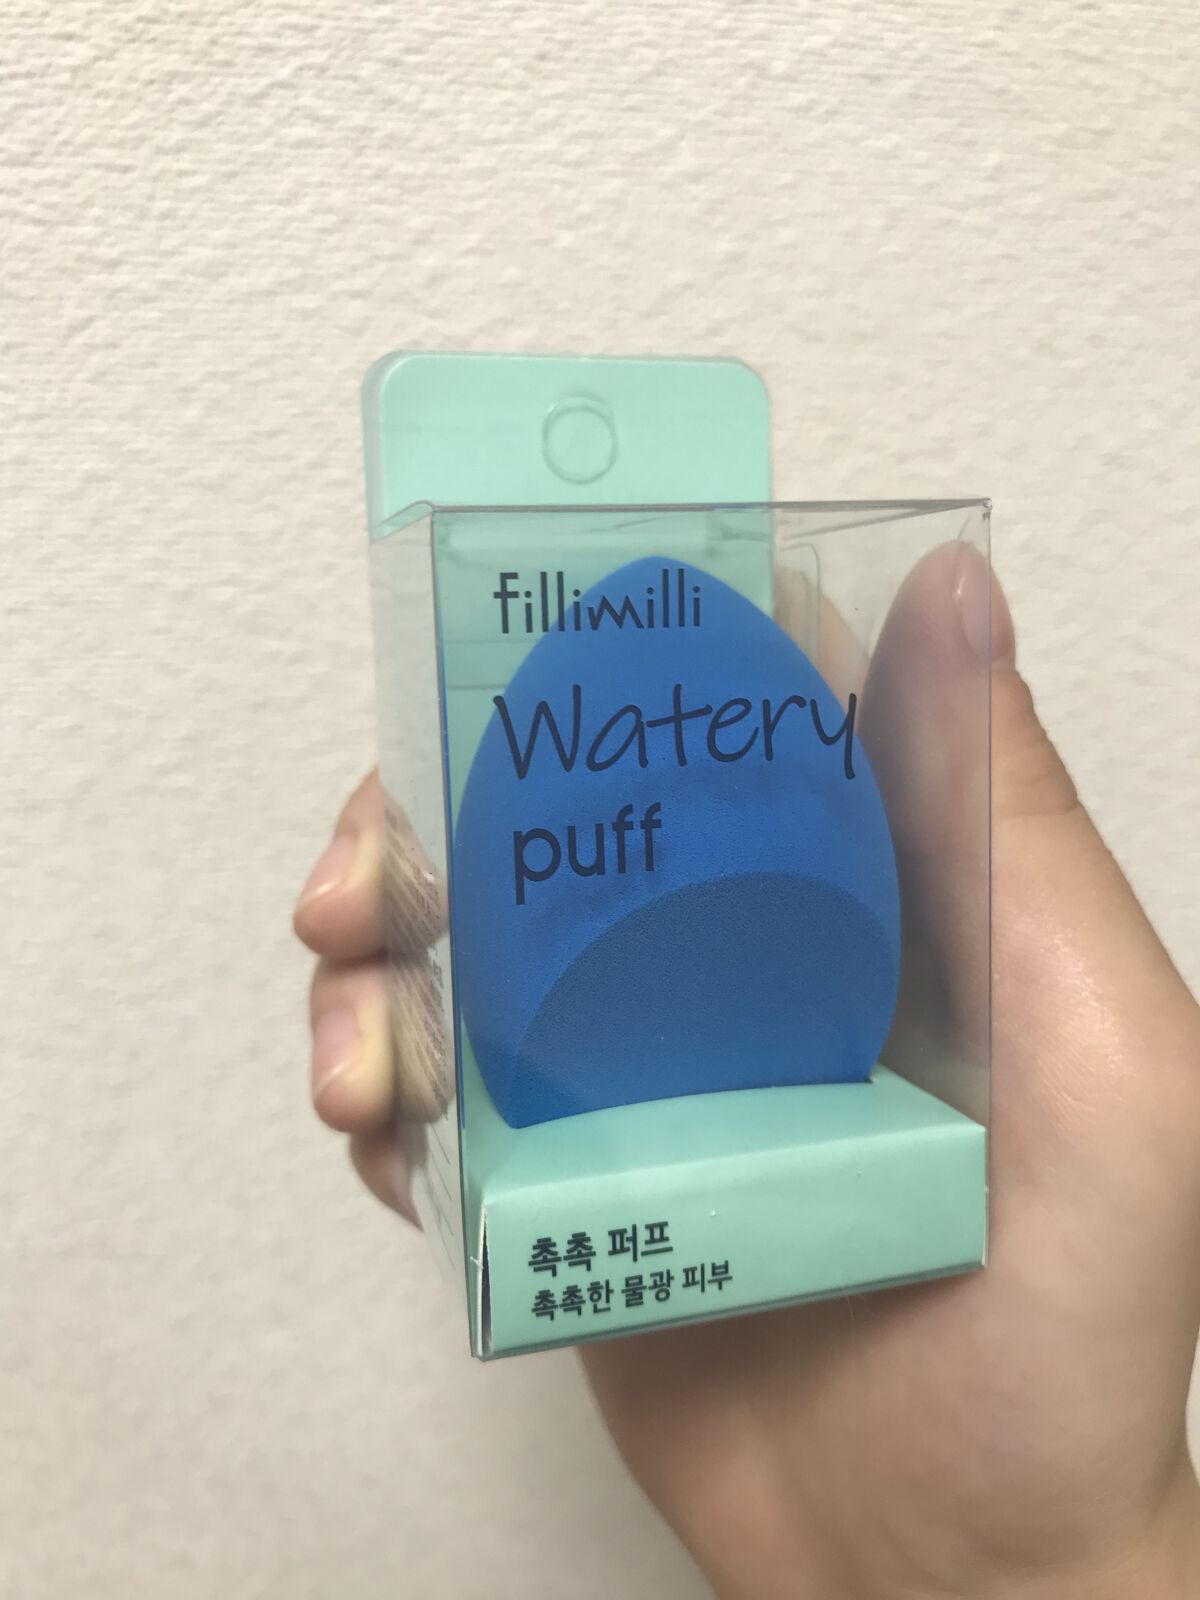 fillimilli
Watery
puff
촉촉 퍼프
촉촉한 물광 피부